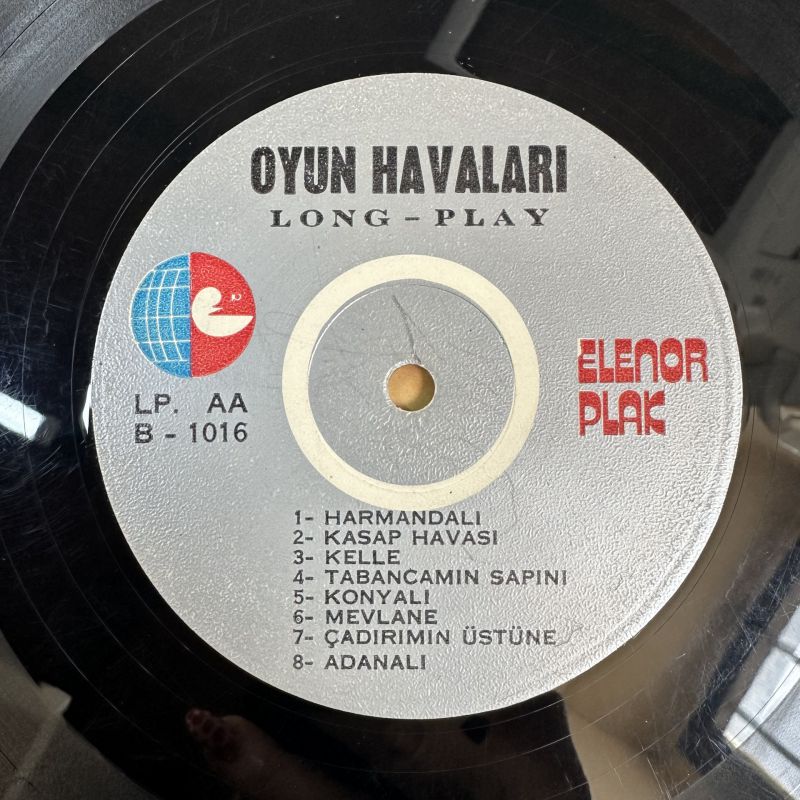 OYUN HAVALARI
LONG - PLAY
LP. AA
B - 1016
ELENOR
PLAK
1- HARMANDALI
2- KASAP HAVASI
3- KELLE
4- TABANCAMIN SAPINI
5- KONYALI
6- MEVLANE
7- ÇADIRIMIN ÜSTÜNE
8- ADANALI